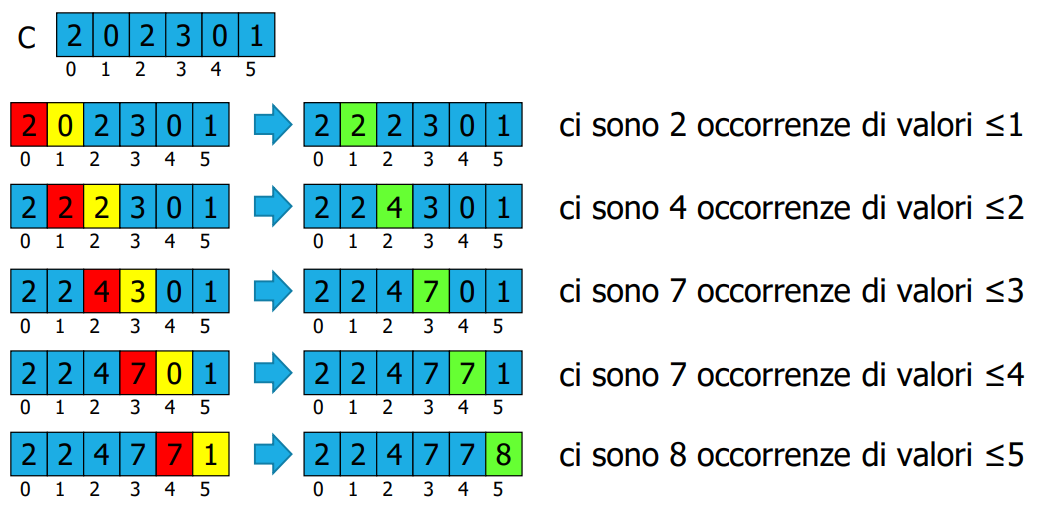 C 2 0 2 3 0 1
0 1 2 3 4 5
2 0 2 3 0 1 2 2 2 3 0 1 ci sono 2 occorrenze di valori ≤1
0 1 2 3 4 5 0 1 2 3 4 5
2 2 2 3 0 1 2 2 4 3 0 1 ci sono 4 occorrenze di valori ≤2
0 1 2 3 4 5 0 1 2 3 4 5
2 2 4 3 0 1 2 2 4 7 0 1 ci sono 7 occorrenze di valori ≤3
0 1 2 3 4 5 0 1 2 3 4 5
2 2 4 7 0 1 2 2 4 7 7 1 ci sono 7 occorrenze di valori ≤4
0 1 2 3 4 5 0 1 2 3 4 5
2 2 4 7 7 1 2 2 4 7 7 8 ci sono 8 occorrenze di valori ≤5
0 1 2 3 4 5 0 1 2 3 4 5